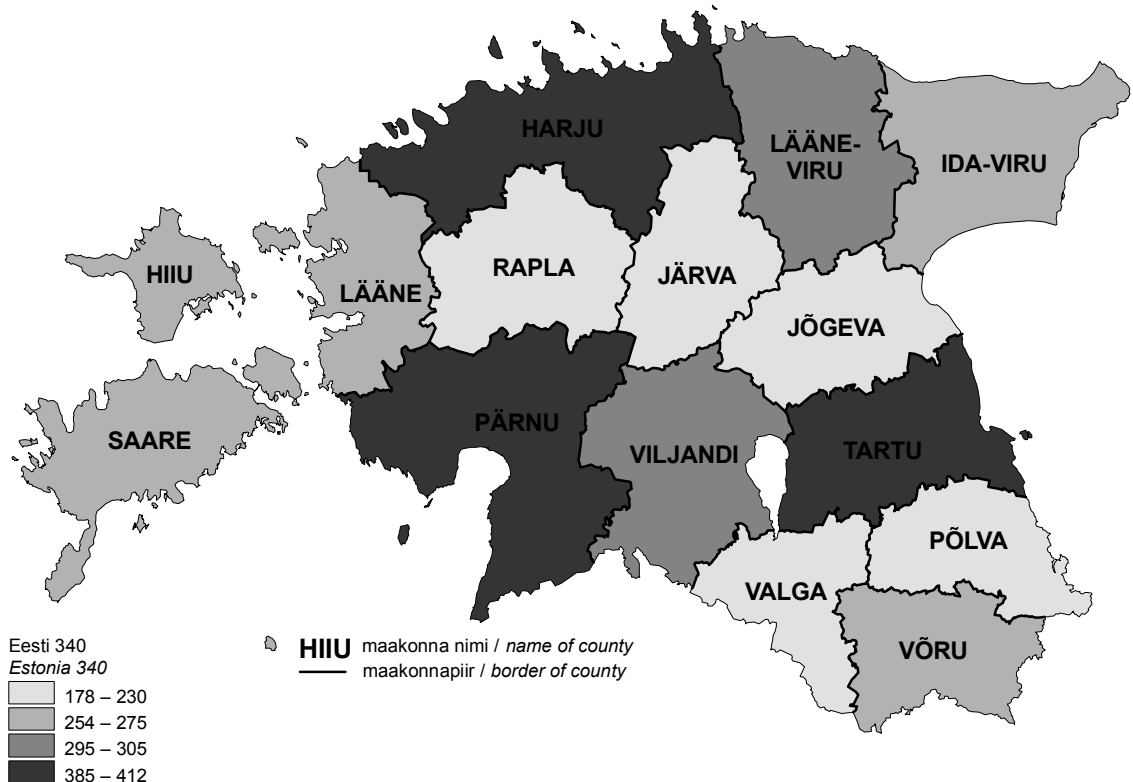 HARJU
LÄÄNE-
VIRU
IDA-VIRU
HIIU
LÄÄNE
RAPLA
JÄRVA
JÕGEVA
SAARE
PÄRNU
VILJANDI
TARTU
PÕLVA
VALGA
VÕRU
Eesti 340
Estonia 340
178 – 230
254 – 275
295 – 305
385 – 412
HIIU maakonna nimi / name of county
maakonnapiir / border of county